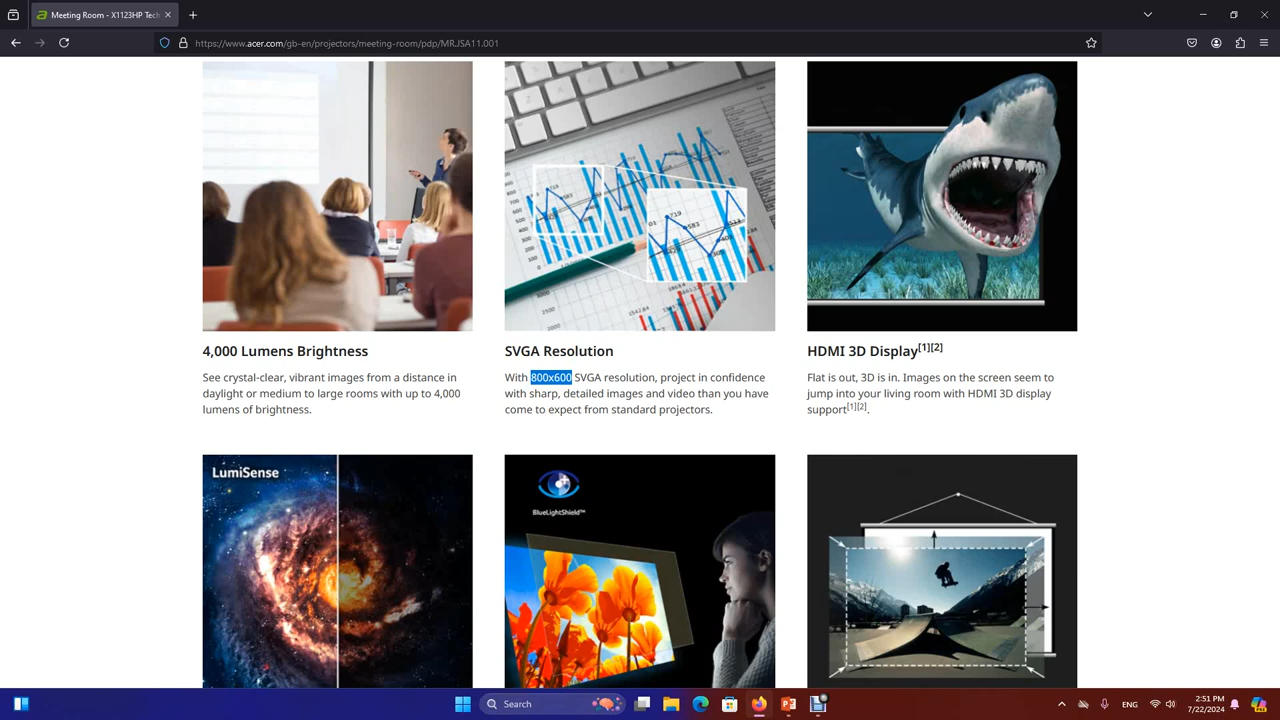 Meeting Room - X1123HP Tech
https://www.acer.com/gb-en/projectors/meeting-room/pdp/MR.JSA11.001
4,000 Lumens Brightness
See crystal-clear, vibrant images from a distance in
daylight or medium to large rooms with up to 4,000
lumens of brightness.
SVGA Resolution
With 800x600 SVGA resolution, project in confidence
with sharp, detailed images and video than you have
come to expect from standard projectors.
HDMI 3D Display[1][2]
Flat is out, 3D is in. Images on the screen seem to
jump into your living room with HDMI 3D display
support[1][2].
LumiSense
BlueLightShield™
Search
ENG
2:51 PM
7/22/2024